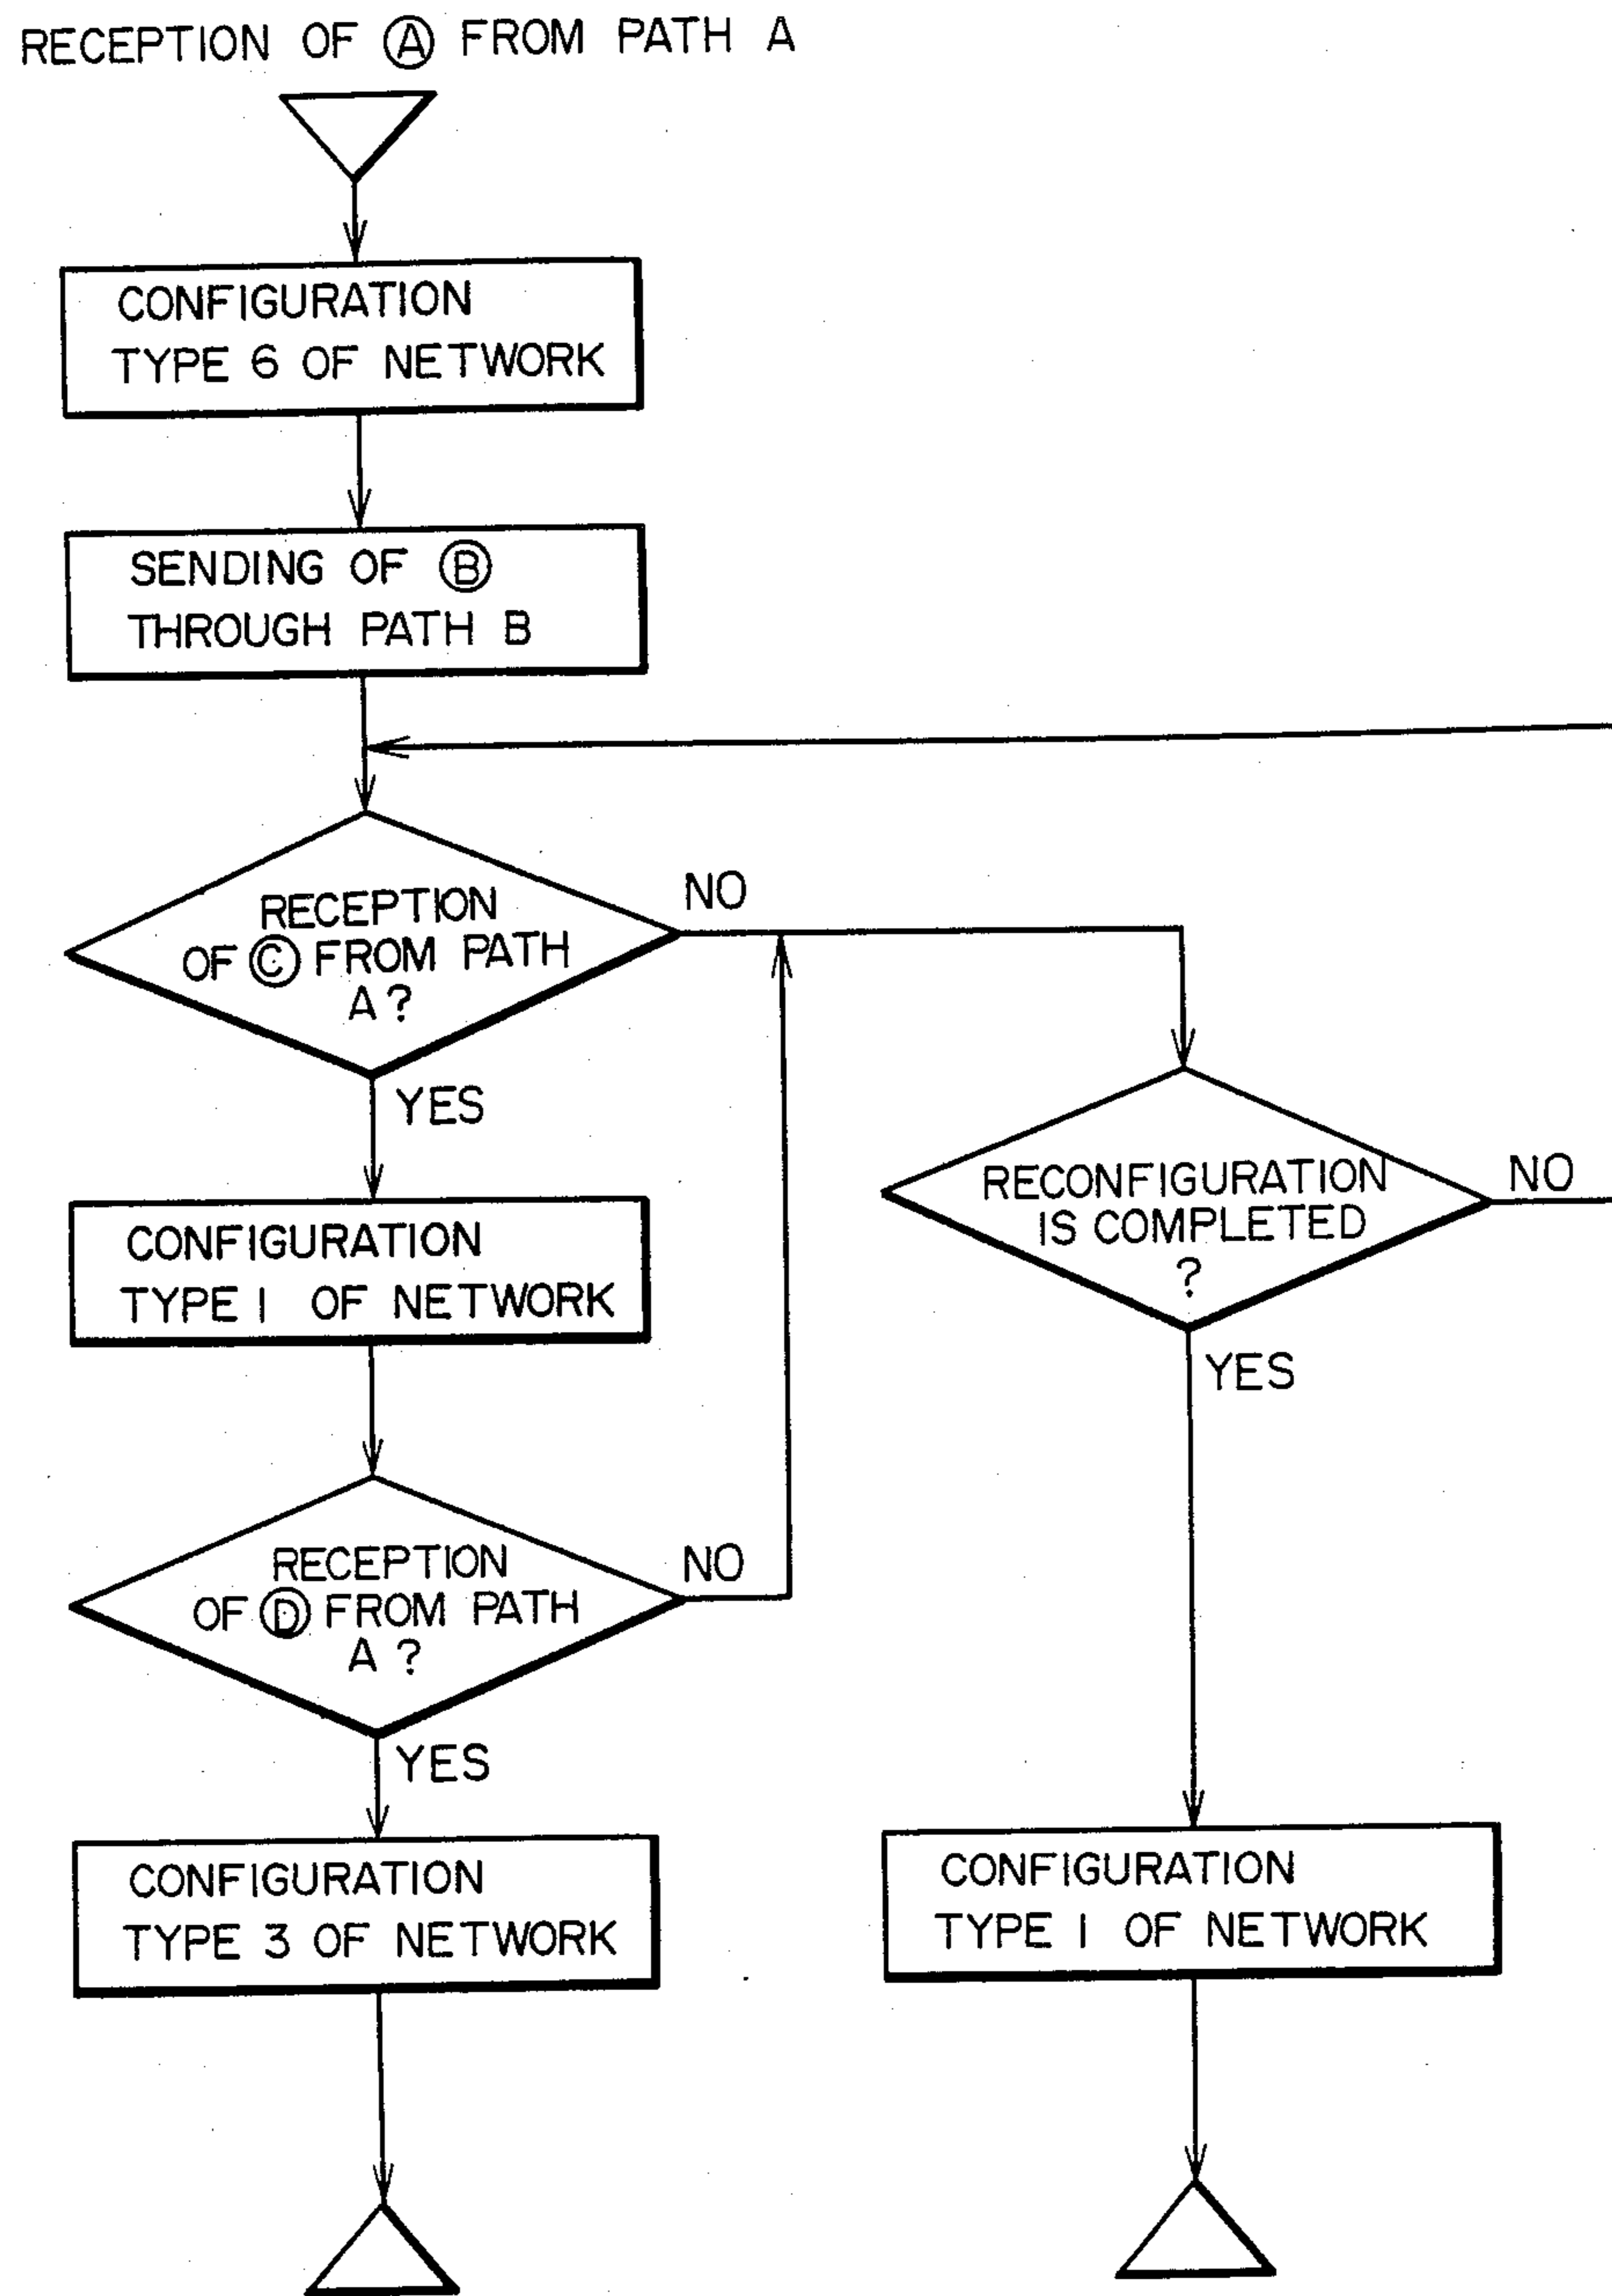 RECEPTION OF Ⓐ FROM PATH A
CONFIGURATION
TYPE 6 OF NETWORK
SENDING OF Ⓑ
THROUGH PATH B
RECEPTION
OF Ⓒ FROM PATH
A?
NO
YES
CONFIGURATION
TYPE 1 OF NETWORK
RECEPTION
OF Ⓓ FROM PATH
A?
NO
YES
CONFIGURATION
TYPE 3 OF NETWORK
RECONFIGURATION
IS COMPLETED
?
NO
YES
CONFIGURATION
TYPE 1 OF NETWORK